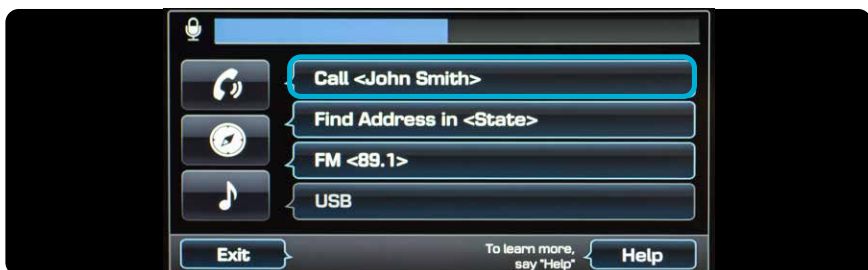 Call <John Smith>
Find Address in <State>
FM <89.1>
USB
Exit
To learn more,
say "Help"
Help